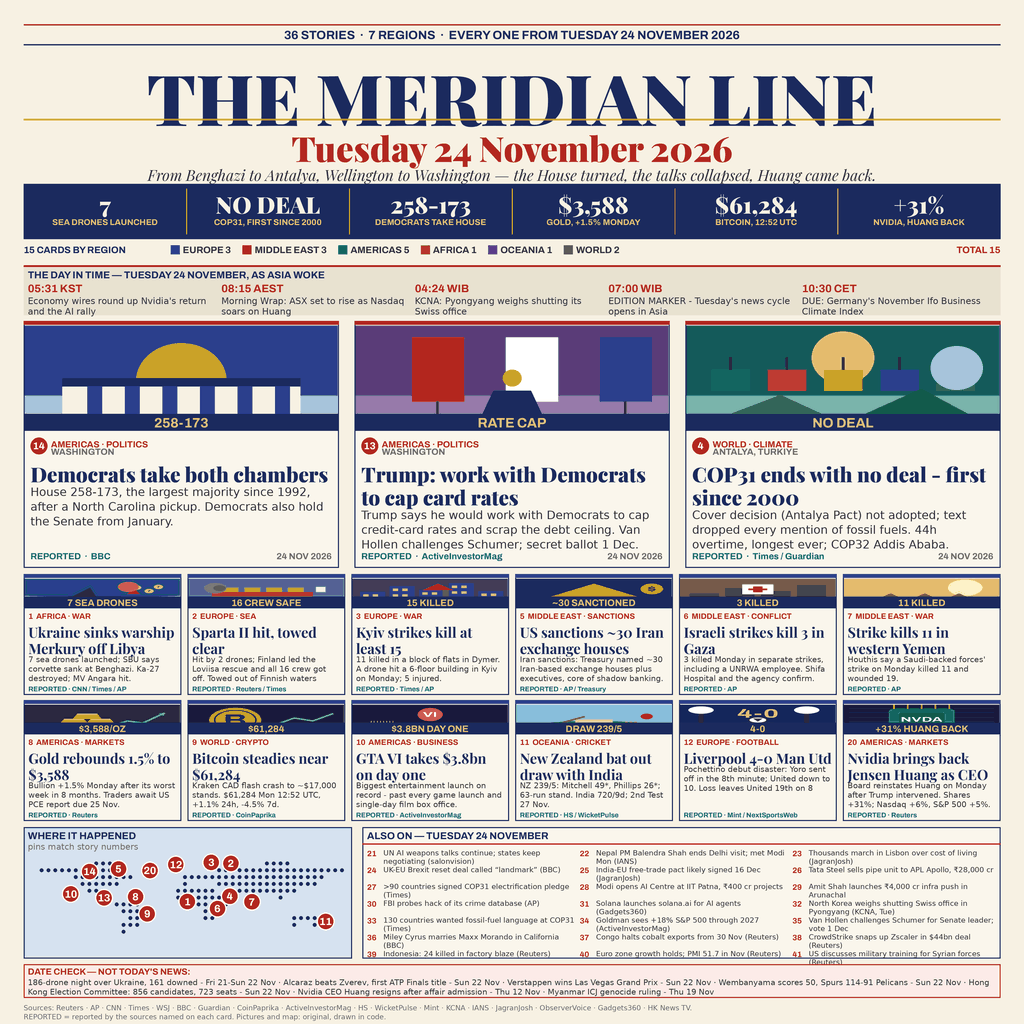 36 STORIES · 7 REGIONS · EVERY ONE FROM TUESDAY 24 NOVEMBER 2026
THE MERIDIAN LINE
Tuesday 24 November 2026
From Benghazi to Antalya, Wellington to Washington — the House turned, the talks collapsed, Huang came back.
7
SEA DRONES LAUNCHED
NO DEAL
COP31, FIRST SINCE 2000
258-173
DEMOCRATS TAKE HOUSE
$3,588
GOLD, +1.5% MONDAY
$61,284
BITCOIN, 12:52 UTC
+31%
NVIDIA, HUANG BACK
15 CARDS BY REGION
EUROPE 3
MIDDLE EAST 3
AMERICAS 5
AFRICA 1
OCEANIA 1
WORLD 2
TOTAL 15
THE DAY IN TIME — TUESDAY 24 NOVEMBER, AS ASIA WOKE
05:31 KST
Economy wires round up Nvidia's return
and the AI rally
08:15 AEST
Morning Wrap: ASX set to rise as Nasdaq
soars on Huang
04:24 WIB
KCNA: Pyongyang weighs shutting its
Swiss office
07:00 WIB
EDITION MARKER - Tuesday's news cycle
opens in Asia
10:30 CET
DUE: Germany's November Ifo Business
Climate Index
258-173
14 AMERICAS · POLITICS
WASHINGTON
Democrats take both chambers
House 258-173, the largest majority since 1992,
after a North Carolina pickup. Democrats also hold
the Senate from January.
REPORTED · BBC
24 NOV 2026
RATE CAP
13 AMERICAS · POLITICS
WASHINGTON
Trump: work with Democrats
to cap card rates
Trump says he would work with Democrats to cap
credit-card rates and scrap the debt ceiling. Van
Hollen challenges Schumer; secret ballot 1 Dec.
REPORTED · ActiveInvestorMag
24 NOV 2026
NO DEAL
4 WORLD · CLIMATE
ANTALYA, TURKIYE
COP31 ends with no deal - first
since 2000
Cover decision (Antalya Pact) not adopted; text
dropped every mention of fossil fuels. 44h
overtime, longest ever; COP32 Addis Ababa.
REPORTED · Times / Guardian
24 NOV 2026
7 SEA DRONES
1 AFRICA · WAR
Ukraine sinks warship
Merkury off Libya
7 sea drones launched; SBU says
corvette sank at Benghazi. Ka-27
destroyed; MV Angara hit.
REPORTED · CNN / Times / AP
16 CREW SAFE
2 EUROPE · SEA
Sparta II hit, towed
clear
Hit by 2 drones; Finland led the
Loviisa rescue and all 16 crew got
off. Towed out of Finnish waters
REPORTED · Reuters / Times
15 KILLED
3 EUROPE · WAR
Kyiv strikes kill at
least 15
11 killed in a block of flats in Dymer.
A drone hit a 6-floor building in Kyiv
on Monday; 5 injured.
REPORTED · Times / AP
~30 SANCTIONED
$
5 MIDDLE EAST · SANCTIONS
US sanctions ~30 Iran
exchange houses
Iran sanctions: Treasury named ~30
Iran-based exchange houses plus
executives, core of shadow banking.
REPORTED · AP / Treasury
3 KILLED
6 MIDDLE EAST · CONFLICT
Israeli strikes kill 3 in
Gaza
3 killed Monday in separate strikes,
including a UNRWA employee. Shifa
Hospital and the agency confirm.
REPORTED · AP
11 KILLED
7 MIDDLE EAST · WAR
Strike kills 11 in
western Yemen
Houthis say a Saudi-backed forces'
strike on Monday killed 11 and
wounded 19.
REPORTED · AP
$3,588/OZ
8 AMERICAS · MARKETS
Gold rebounds 1.5% to
$3,588
Bullion +1.5% Monday after its worst
week in 8 months. Traders await US
PCE report due 25 Nov.
REPORTED · Reuters
B
$61,284
9 WORLD · CRYPTO
Bitcoin steadies near
$61,284
Kraken CAD flash crash to ~$17,000
stands. $61,284 Mon 12:52 UTC,
+1.1% 24h, -4.5% 7d.
REPORTED · CoinPaprika
VI
$3.8BN DAY ONE
10 AMERICAS · BUSINESS
GTA VI takes $3.8bn
on day one
Biggest entertainment launch on
record - past every game launch and
single-day film box office.
REPORTED · ActiveInvestorMag
DRAW 239/5
11 OCEANIA · CRICKET
New Zealand bat out
draw with India
NZ 239/5: Mitchell 49*, Phillips 26*;
63-run stand. India 720/9d; 2nd Test
27 Nov.
REPORTED · HS / WicketPulse
4-0
4-0
12 EUROPE · FOOTBALL
Liverpool 4-0 Man Utd
Pochettino debut disaster: Yoro sent
off in the 8th minute; United down to
10. Loss leaves United 19th on 8
REPORTED · Mint / NextSportsWeb
NVDA
+31% HUANG BACK
20 AMERICAS · MARKETS
Nvidia brings back
Jensen Huang as CEO
Board reinstates Huang on Monday
after Trump intervened. Shares
+31%; Nasdaq +6%, S&P 500 +5%.
REPORTED · Reuters
WHERE IT HAPPENED
pins match story numbers
14 5 20 12 3 2
10 13 8 9 1 6 4 7 11
ALSO ON — TUESDAY 24 NOVEMBER
21 UN AI weapons talks continue; states keep
negotiating (salonvision)
22 Nepal PM Balendra Shah ends Delhi visit; met Modi
Mon (IANS)
23 Thousands march in Lisbon over cost of living
(JagranJosh)
24 UK-EU Brexit reset deal called “landmark” (BBC)
25 India-EU free-trade pact likely signed 16 Dec
(JagranJosh)
26 Tata Steel sells pipe unit to APL Apollo, ₹28,000 cr
27 >90 countries signed COP31 electrification pledge
(Times)
28 Modi opens AI Centre at IIT Patna, ₹400 cr projects
29 Amit Shah launches ₹4,000 cr infra push in
Arunachal
30 FBI probes hack of its crime database (AP)
31 Solana launches solana.ai for AI agents
(Gadgets360)
32 North Korea weighs shutting Swiss office in
Pyongyang (KCNA, Tue)
33 130 countries wanted fossil-fuel language at COP31
(Times)
34 Goldman sees +18% S&P 500 through 2027
(ActiveInvestorMag)
35 Van Hollen challenges Schumer for Senate leader;
vote 1 Dec
36 Miley Cyrus marries Maxx Morando in California
(BBC)
37 Congo halts cobalt exports from 30 Nov (Reuters)
38 CrowdStrike snaps up Zscaler in $44bn deal
(Reuters)
39 Indonesia: 24 killed in factory blaze (Reuters)
40 Euro zone growth holds; PMI 51.7 in Nov (Reuters)
41 US discusses military training for Syrian forces
(Reuters)
DATE CHECK — NOT TODAY'S NEWS:
186-drone night over Ukraine, 161 downed - Fri 21-Sun 22 Nov · Alcaraz beats Zverev, first ATP Finals title - Sun 22 Nov · Verstappen wins Las Vegas Grand Prix - Sun 22 Nov · Wembanyama scores 50, Spurs 114-91 Pelicans - Sun 22 Nov · Hong
Kong Election Committee: 856 candidates, 723 seats - Sun 22 Nov · Nvidia CEO Huang resigns after affair admission - Thu 12 Nov · Myanmar ICJ genocide ruling - Thu 19 Nov
Sources: Reuters · AP · CNN · Times · WSJ · BBC · Guardian · CoinPaprika · ActiveInvestorMag · HS · WicketPulse · Mint · KCNA · IANS · JagranJosh · ObserverVoice · Gadgets360 · HK News TV.
REPORTED = reported by the sources named on each card. Pictures and map: original, drawn in code.